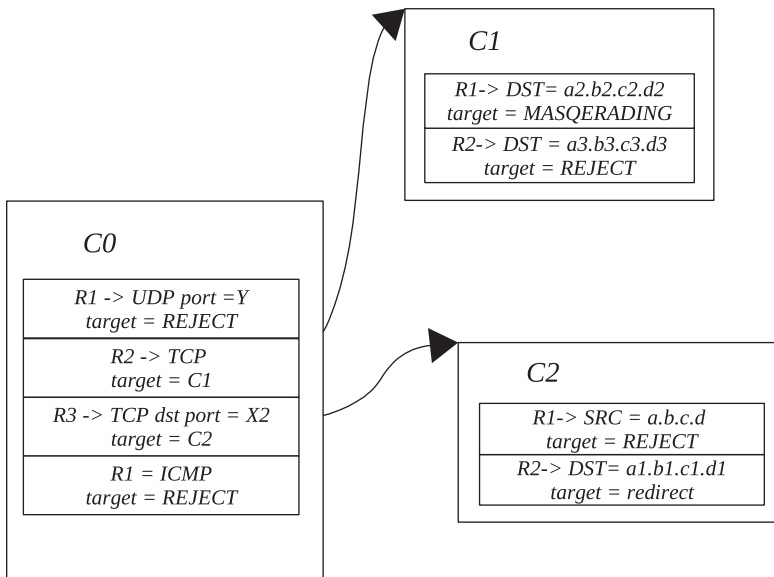 C1
R1-> DST= a2.b2.c2.d2
target = MASQERADING
R2-> DST = a3.b3.c3.d3
target = REJECT
C0
R1 -> UDP port =Y
target = REJECT
R2 -> TCP
target = C1
R3 -> TCP dst port = X2
target = C2
R1 = ICMP
target = REJECT
C2
R1-> SRC = a.b.c.d
target = REJECT
R2-> DST= a1.b1.c1.d1
target = redirect